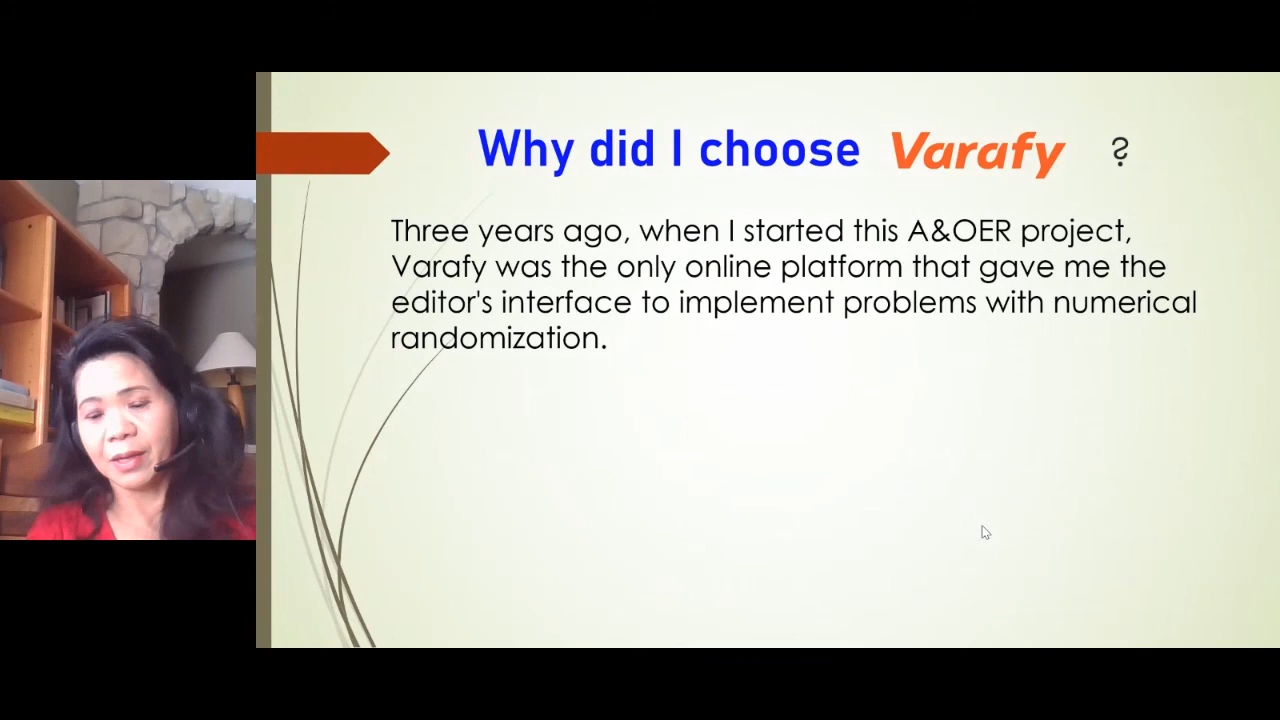 Why did I choose Varafy ?
Three years ago, when I started this A&OER project,
Varafy was the only online platform that gave me the
editor's interface to implement problems with numerical
randomization.